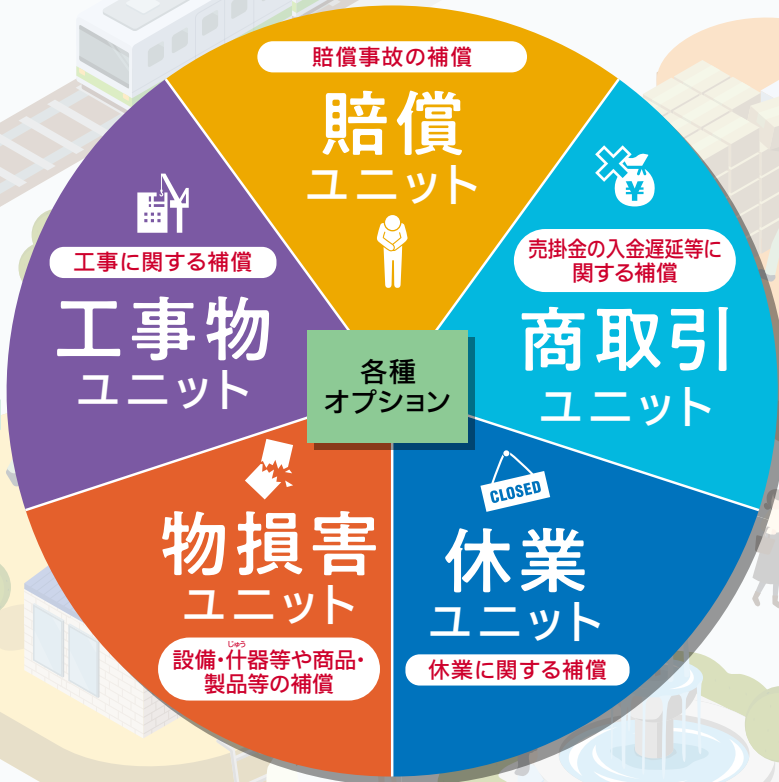 賠償事故の補償
賠償
ユニット
売掛金の入金遅延等に
関する補償
商取引
ユニット
工事に関する補償
工事物
ユニット
各種
オプション
CLOSED
休業
ユニット
休業に関する補償
物損害
ユニット
じゅう
設備・什器等や商品・
製品等の補償
¥